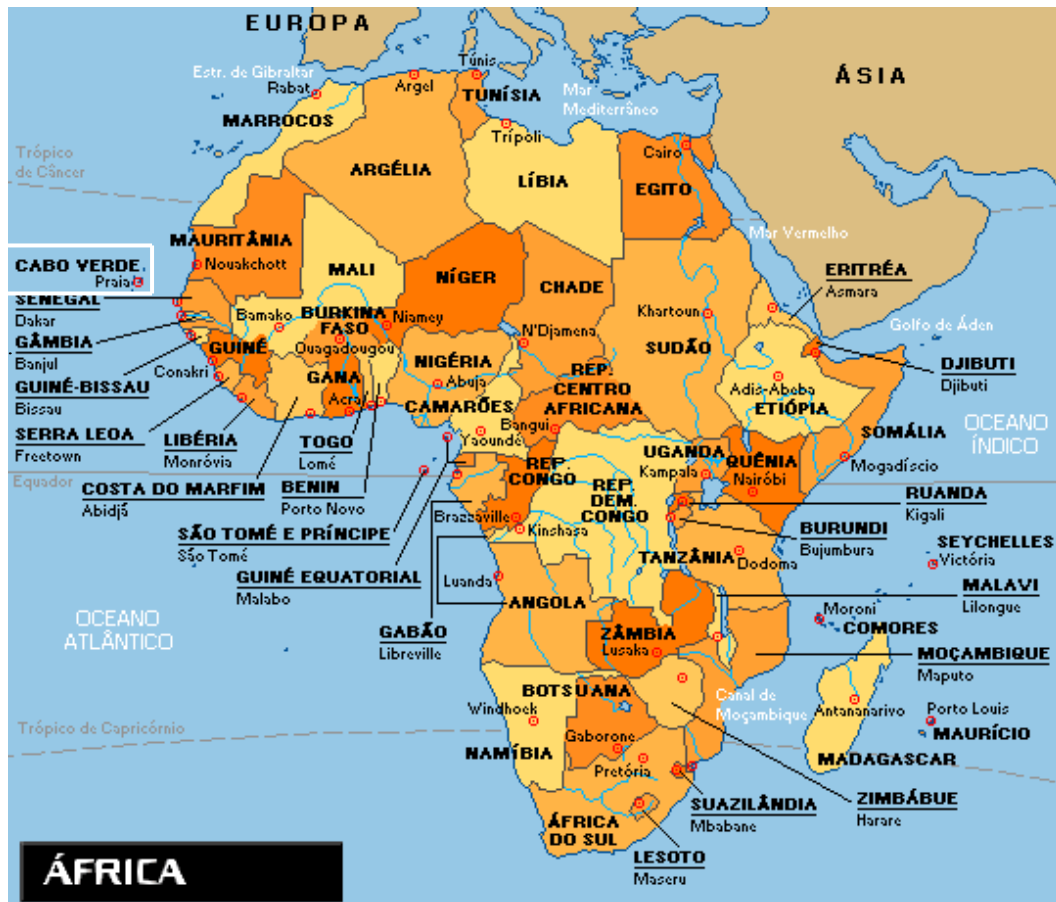 EUROPA
ÁSIA
Estr. de Gibraltar
Rabat
Argel
Túnis
TUNÍSIA
Mar
Mediterrâneo
MARROCOS
Trípoli
Cairo
Trópico
de Câncer
ARGÉLIA
LÍBIA
EGITO
Mar Vermelho
MAURITÂNIA
Nouakchott
CABO VERDE
Praia
MALI
NÍGER
CHADE
ERITRÉA
Asmara
SENEGAL
Dakar
Bamako
BURKINA
FASO
Niamey
N'Djamena
Khartoun
SUDÃO
Golfo de Áden
GÂMBIA
Banjul
GUINÉ
Ouagadougou
NIGÉRIA
Abuja
DJIBUTI
Djibuti
GUINÉ-BISSAU
Bissau
Conakri
GANA
Acra
REP.
CENTRO
AFRICANA
Adis-Abeba
ETIÓPIA
CAMARÕES
Yaoundé
Bangui
SERRA LEOA
Freetown
LIBÉRIA
Monróvia
TOGO
Lomé
UGANDA
Kampala
QUÊNIA
Nairóbi
SOMÁLIA
Mogadíscio
OCEANO
ÍNDICO
Equador
COSTA DO MARFIM
Abidjã
BENIN
Porto Novo
REP.
CONGO
REP.
DEM.
CONGO
RUANDA
Kigali
SÃO TOMÉ E PRÍNCIPE
São Tomé
Brazzaville
Kinshasa
BURUNDI
Bujumbura
SEYCHELLES
Victória
GUINÉ EQUATORIAL
Malabo
Luanda
ANGOLA
TANZÂNIA
Dodoma
MALAVI
Lilongue
OCEANO
ATLÂNTICO
GABÃO
Libreville
ZÂMBIA
Lusaka
Moroni
COMORES
MOÇAMBIQUE
Maputo
BOTSUANA
Windhoek
Canal de
Moçambique
Antananarivo
Porto Louis
MAURÍCIO
Trópico de Capricórnio
NAMÍBIA
Gaborone
Pretória
MADAGASCAR
SUAZILÂNDIA
Mbabane
ZIMBÁBUE
Harare
ÁFRICA
DO SUL
LESOTO
Maseru
ÁFRICA